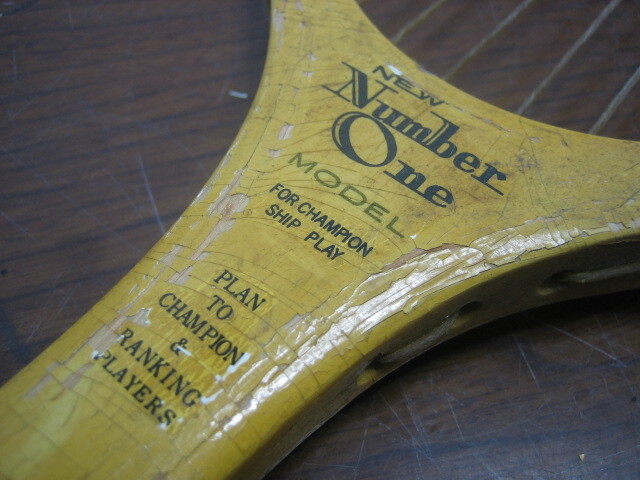 NEW
Number
One
MODEL
FOR CHAMPION
SHIP PLAY
PLAN
TO
CHAMPION
&
RANKING
PLAYERS